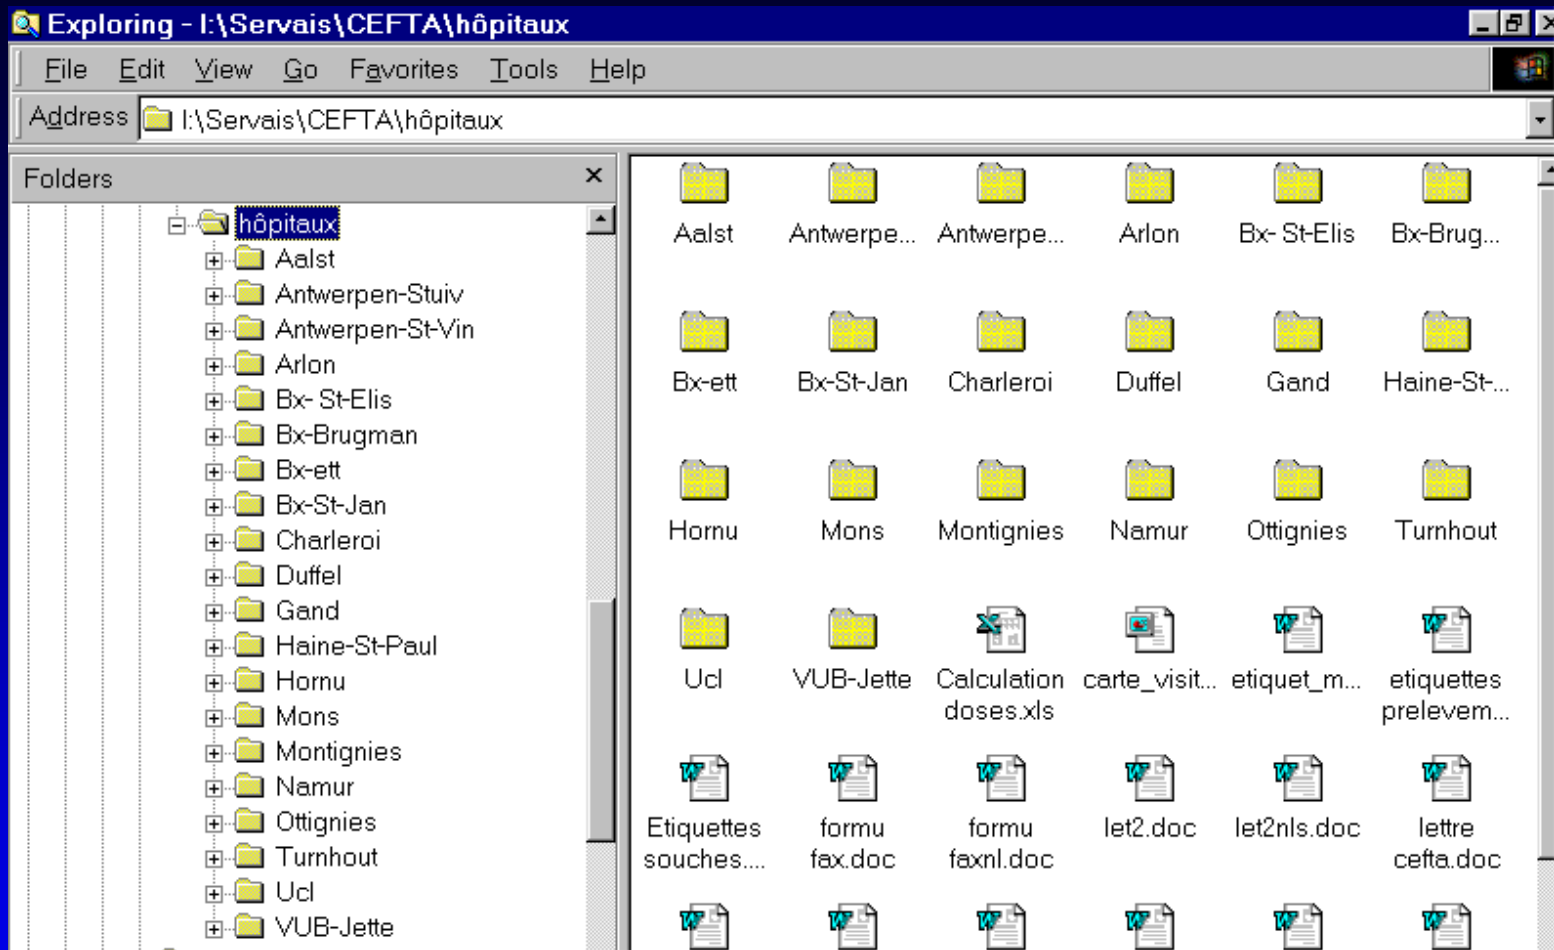 Exploring - I:\Servais\CEFTA\hôpitaux
File Edit View Go Favorites Tools Help
Address I:\Servais\CEFTA\hôpitaux
Folders
hôpitaux
Aalst
Antwerpen-Stuiv
Antwerpen-St-Vin
Arlon
Bx- St-Elis
Bx-Brugman
Bx-ett
Bx-St-Jan
Charleroi
Duffel
Gand
Haine-St-Paul
Hornu
Mons
Montignies
Namur
Ottignies
Turnhout
Ucl
VUB-Jette
Aalst Antwerpe... Antwerpe... Arlon Bx- St-Elis Bx-Brug...
Bx-ett Bx-St-Jan Charleroi Duffel Gand Haine-St-...
Hornu Mons Montignies Namur Ottignies Turnhout
Ucl VUB-Jette Calculation carte_visit... etiquet_m... etiquettes
doses.xls prelevem...
Etiquettes formu formu let2.doc let2nls.doc lettre
souches.... fax.doc faxnl.doc cefta.doc